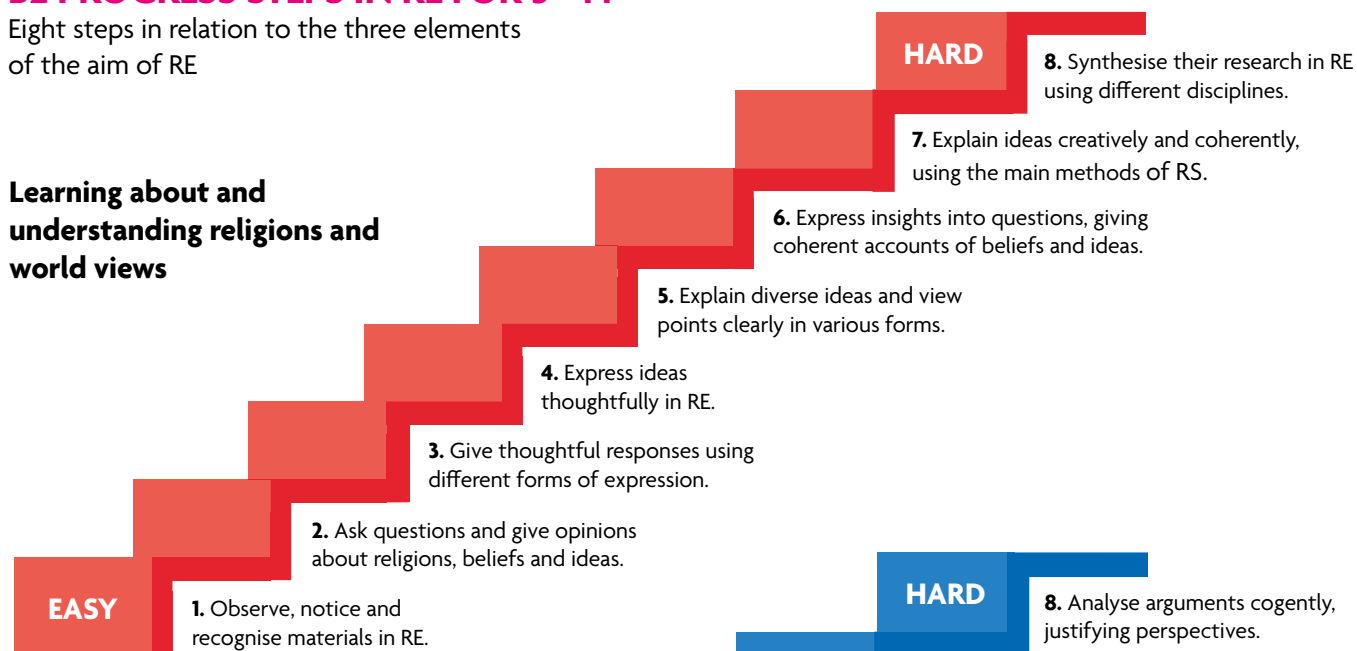 Eight steps in relation to the three elements
of the aim of RE
Learning about and
understanding religions and
world views
HARD
8. Synthesise their research in RE
using different disciplines.
7. Explain ideas creatively and coherently,
using the main methods of RS.
6. Express insights into questions, giving
coherent accounts of beliefs and ideas.
5. Explain diverse ideas and view
points clearly in various forms.
4. Express ideas
thoughtfully in RE.
3. Give thoughtful responses using
different forms of expression.
2. Ask questions and give opinions
about religions, beliefs and ideas.
EASY
1. Observe, notice and
recognise materials in RE.
HARD
8. Analyse arguments cogently,
justifying perspectives.